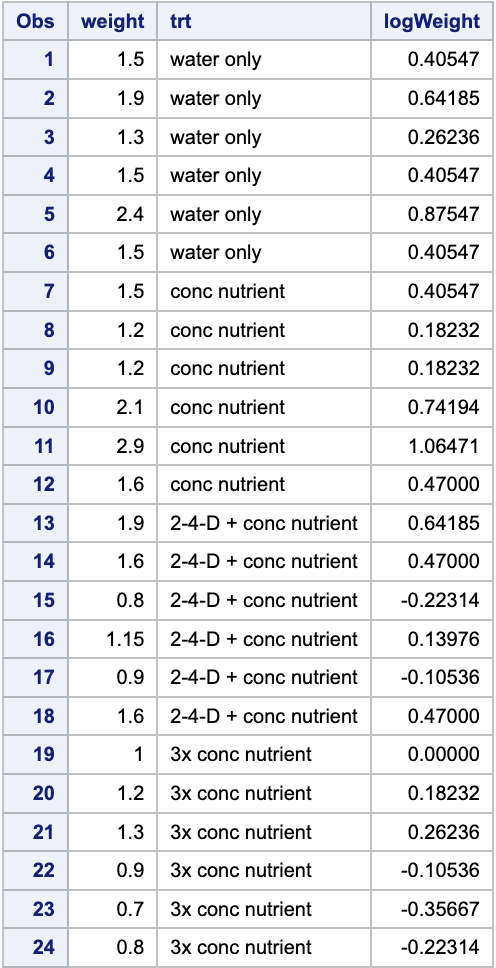 Obs weight trt logWeight
1 1.5 water only 0.40547
2 1.9 water only 0.64185
3 1.3 water only 0.26236
4 1.5 water only 0.40547
5 2.4 water only 0.87547
6 1.5 water only 0.40547
7 1.5 conc nutrient 0.40547
8 1.2 conc nutrient 0.18232
9 1.2 conc nutrient 0.18232
10 2.1 conc nutrient 0.74194
11 2.9 conc nutrient 1.06471
12 1.6 conc nutrient 0.47000
13 1.9 2-4-D + conc nutrient 0.64185
14 1.6 2-4-D + conc nutrient 0.47000
15 0.8 2-4-D + conc nutrient -0.22314
16 1.15 2-4-D + conc nutrient 0.13976
17 0.9 2-4-D + conc nutrient -0.10536
18 1.6 2-4-D + conc nutrient 0.47000
19 1 3x conc nutrient 0.00000
20 1.2 3x conc nutrient 0.18232
21 1.3 3x conc nutrient 0.26236
22 0.9 3x conc nutrient -0.10536
23 0.7 3x conc nutrient -0.35667
24 0.8 3x conc nutrient -0.22314